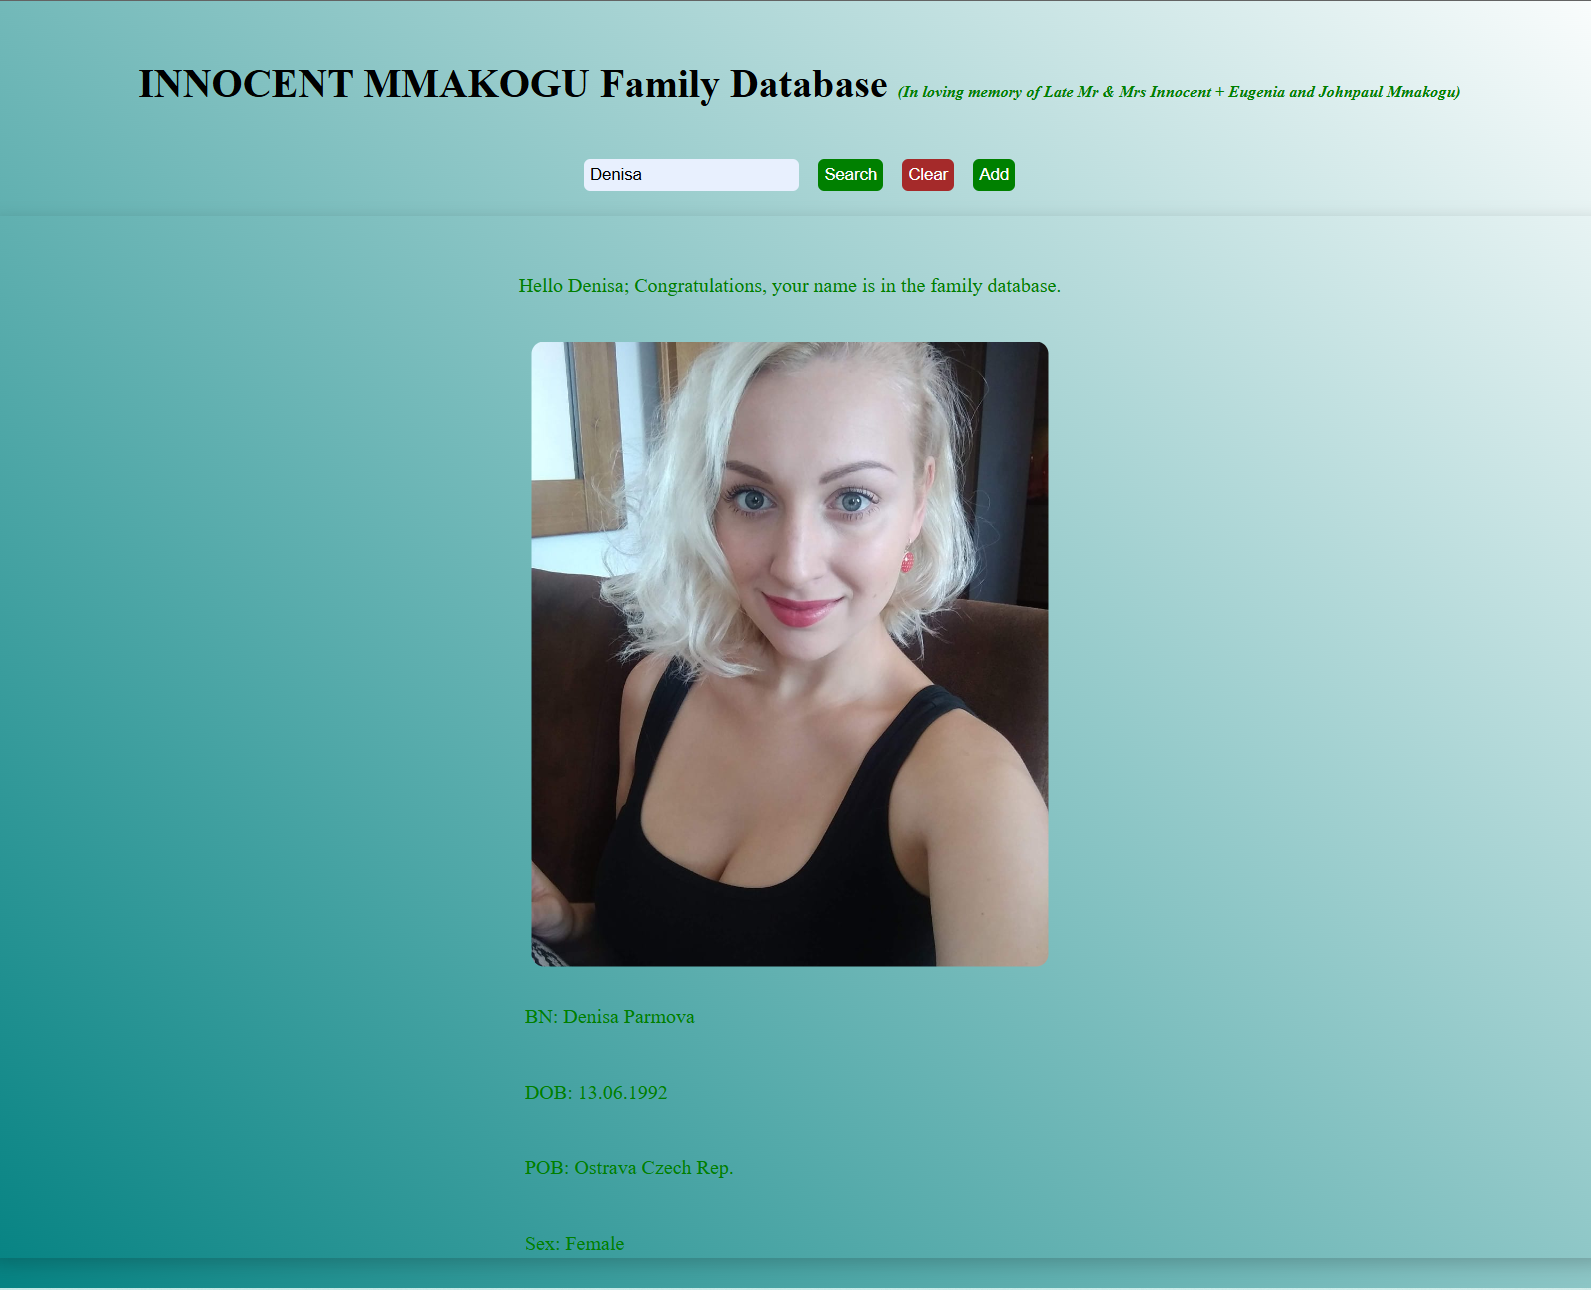 INNOCENT MMAKOGU Family Database (In loving memory of Late Mr & Mrs Innocent + Eugenia and Johnpaul Mmakogu)
Denisa Search Clear Add
Hello Denisa; Congratulations, your name is in the family database.
BN: Denisa Parmova
DOB: 13.06.1992
POB: Ostrava Czech Rep.
Sex: Female